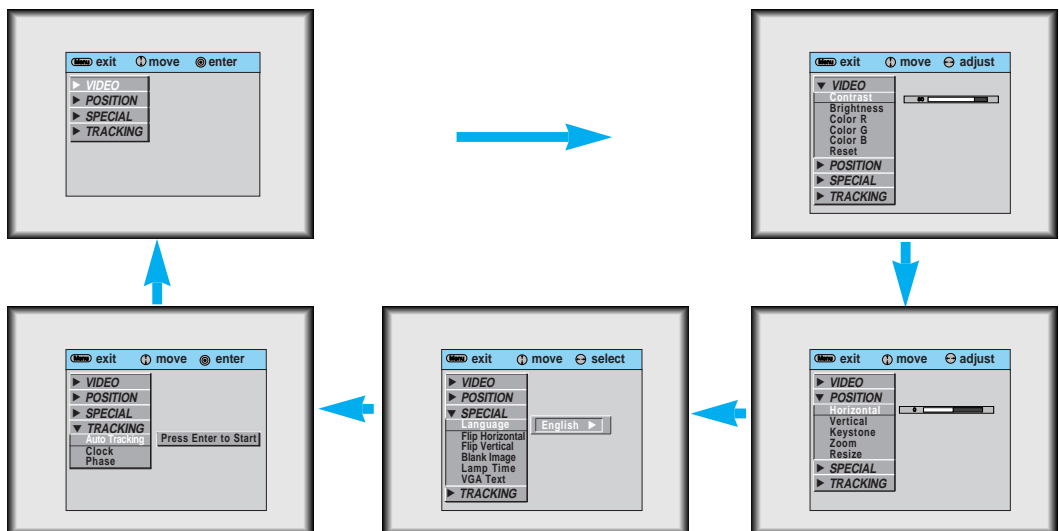 Menu exit move enter
VIDEO
POSITION
SPECIAL
TRACKING
Menu exit move adjust
VIDEO
Contrast
80
Brightness
Color R
Color G
Color B
Reset
POSITION
SPECIAL
TRACKING
Menu exit move enter
VIDEO
POSITION
SPECIAL
TRACKING
Auto Tracking Press Enter to Start
Clock
Phase
Menu exit move select
VIDEO
POSITION
SPECIAL
Language English
Flip Horizontal
Flip Vertical
Blank Image
Lamp Time
VGA Text
TRACKING
Menu exit move adjust
VIDEO
POSITION
Horizontal
0
Vertical
Keystone
Zoom
Resize
SPECIAL
TRACKING